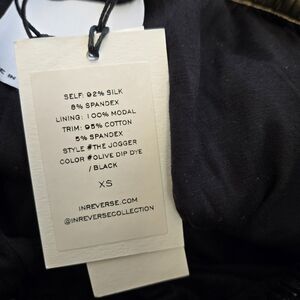 SELF: 92% SILK
8% SPANDEX
LINING: 100% MODAL
TRIM: 95% COTTON
5% SPANDEX
STYLE #THE JOGGER
COLOR #OLIVE DIP DYE
/ BLACK
XS
INREVERSE.COM
@INREVERSECOLLECTION